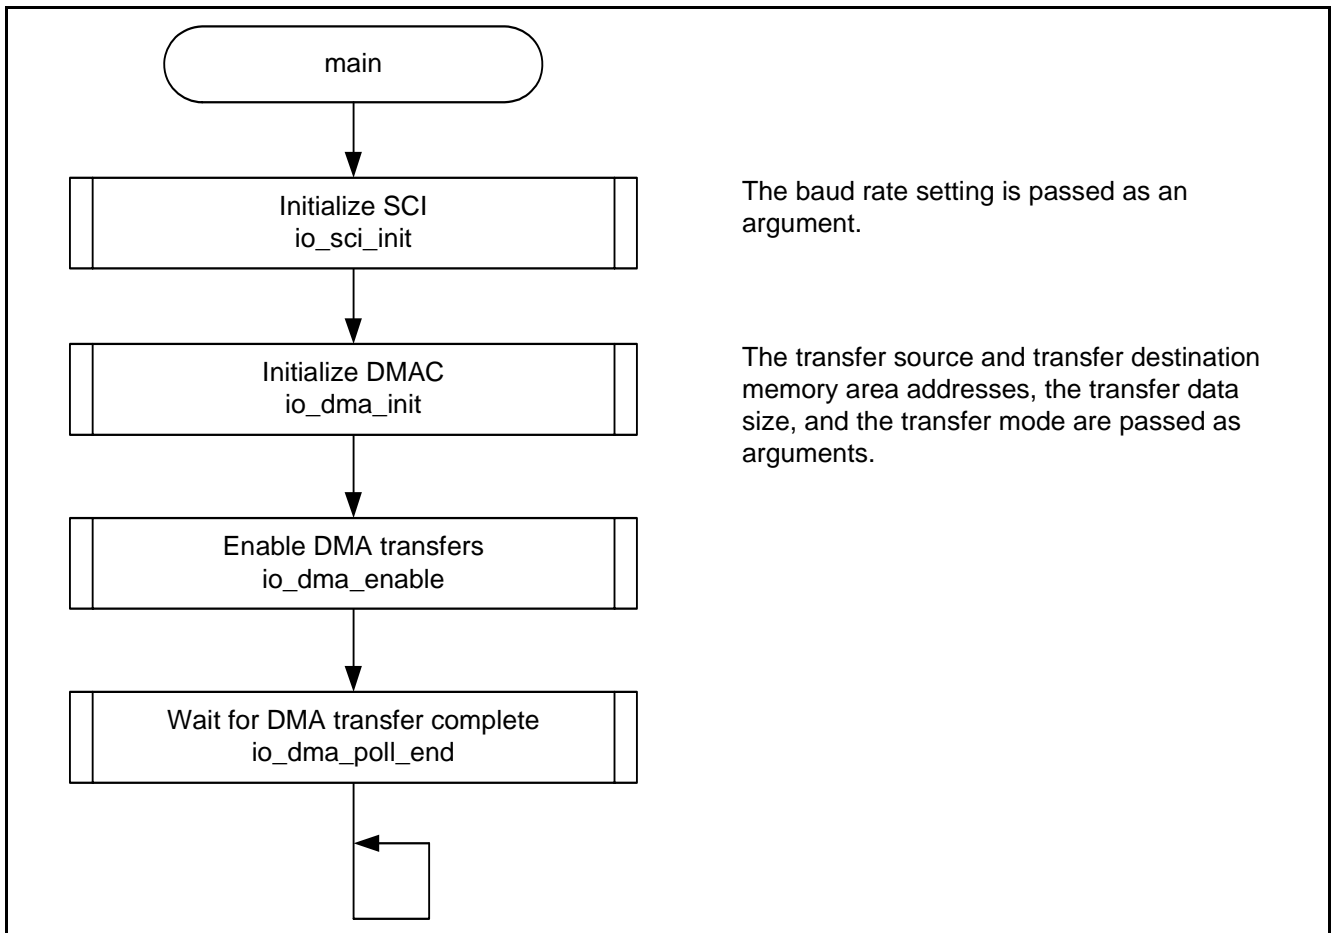 main
Initialize SCI
io_sci_init
The baud rate setting is passed as an
argument.
Initialize DMAC
io_dma_init
The transfer source and transfer destination
memory area addresses, the transfer data
size, and the transfer mode are passed as
arguments.
Enable DMA transfers
io_dma_enable
Wait for DMA transfer complete
io_dma_poll_end